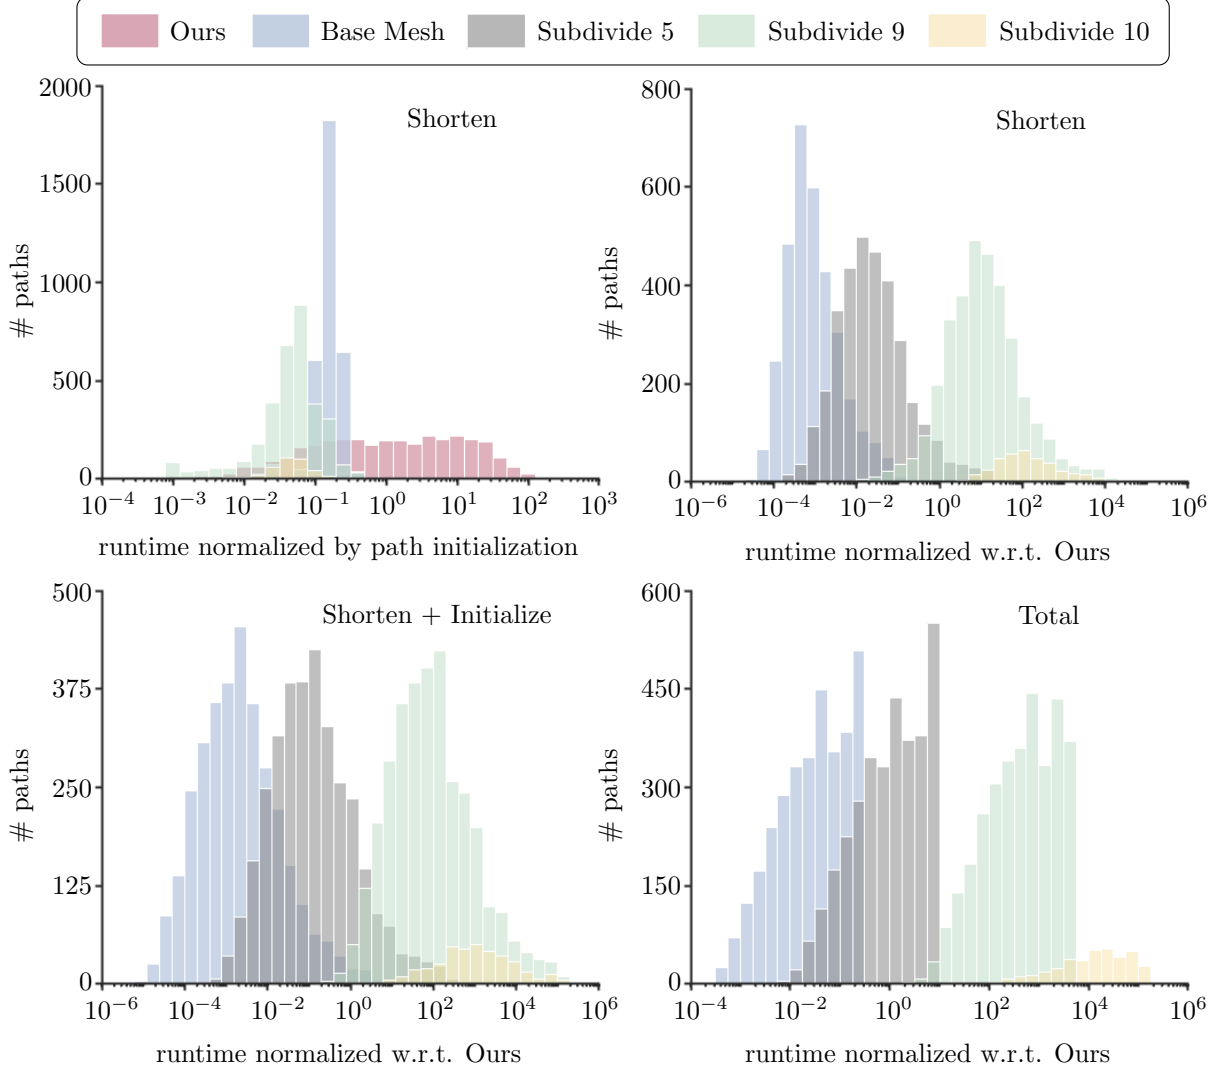 Ours Base Mesh Subdivide 5 Subdivide 9 Subdivide 10
Shorten
# paths
2000
1500
1000
500
0
10^−4 10^−3 10^−2 10^−1 10^0 10^1 10^2 10^3
runtime normalized by path initialization
Shorten
# paths
800
600
400
200
0
10^−6 10^−4 10^−2 10^0 10^2 10^4 10^6
runtime normalized w.r.t. Ours
Shorten + Initialize
# paths
500
375
250
125
0
10^−6 10^−4 10^−2 10^0 10^2 10^4 10^6
runtime normalized w.r.t. Ours
Total
# paths
600
450
300
150
0
10^−4 10^−2 10^0 10^2 10^4 10^6
runtime normalized w.r.t. Ours